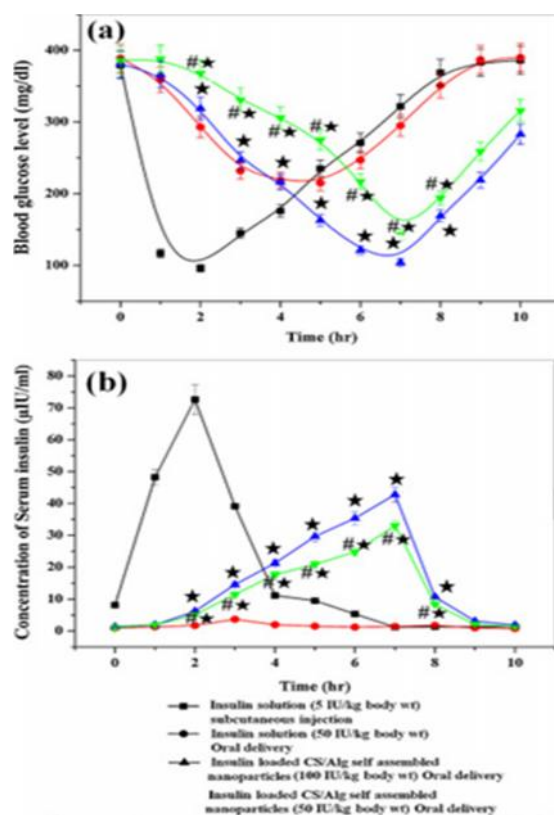 (a)
Blood glucose level (mg/dl)
400
300
200
100
0 2 4 6 8 10
Time (hr)
#★
★
#★
★
#★
★
#★
★
#★
★
#★
★
#★
★
(b)
Concentration of Serum insulin (μIU/ml)
80
70
60
50
40
30
20
10
0
0 2 4 6 8 10
Time (hr)
★
#★
★
#★
★
#★
★
#★
★
#★
★
#★
★
#★
Insulin solution (5 IU/kg body wt)
subcutaneous injection
Insulin solution (50 IU/kg body wt)
Oral delivery
Insulin loaded CS/Alg self assembled
nanoparticles (100 IU/kg body wt) Oral delivery
Insulin loaded CS/Alg self assembled
nanoparticles (50 IU/kg body wt) Oral delivery